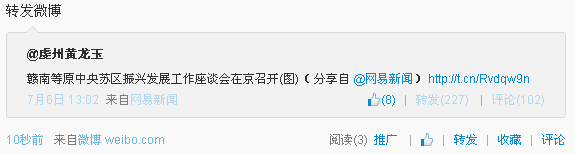 转发微博
@虔州黄龙玉
赣南等原中央苏区振兴发展工作座谈会在京召开(图) ( 分享自 @网易新闻 ) http://t.cn/Rvdqw9n
7月6日 13:02 来自网易新闻 (8) | 转发(227) | 评论(102)
10秒前 来自微博 weibo.com 阅读(3) 推广 | | 转发 | 收藏 | 评论